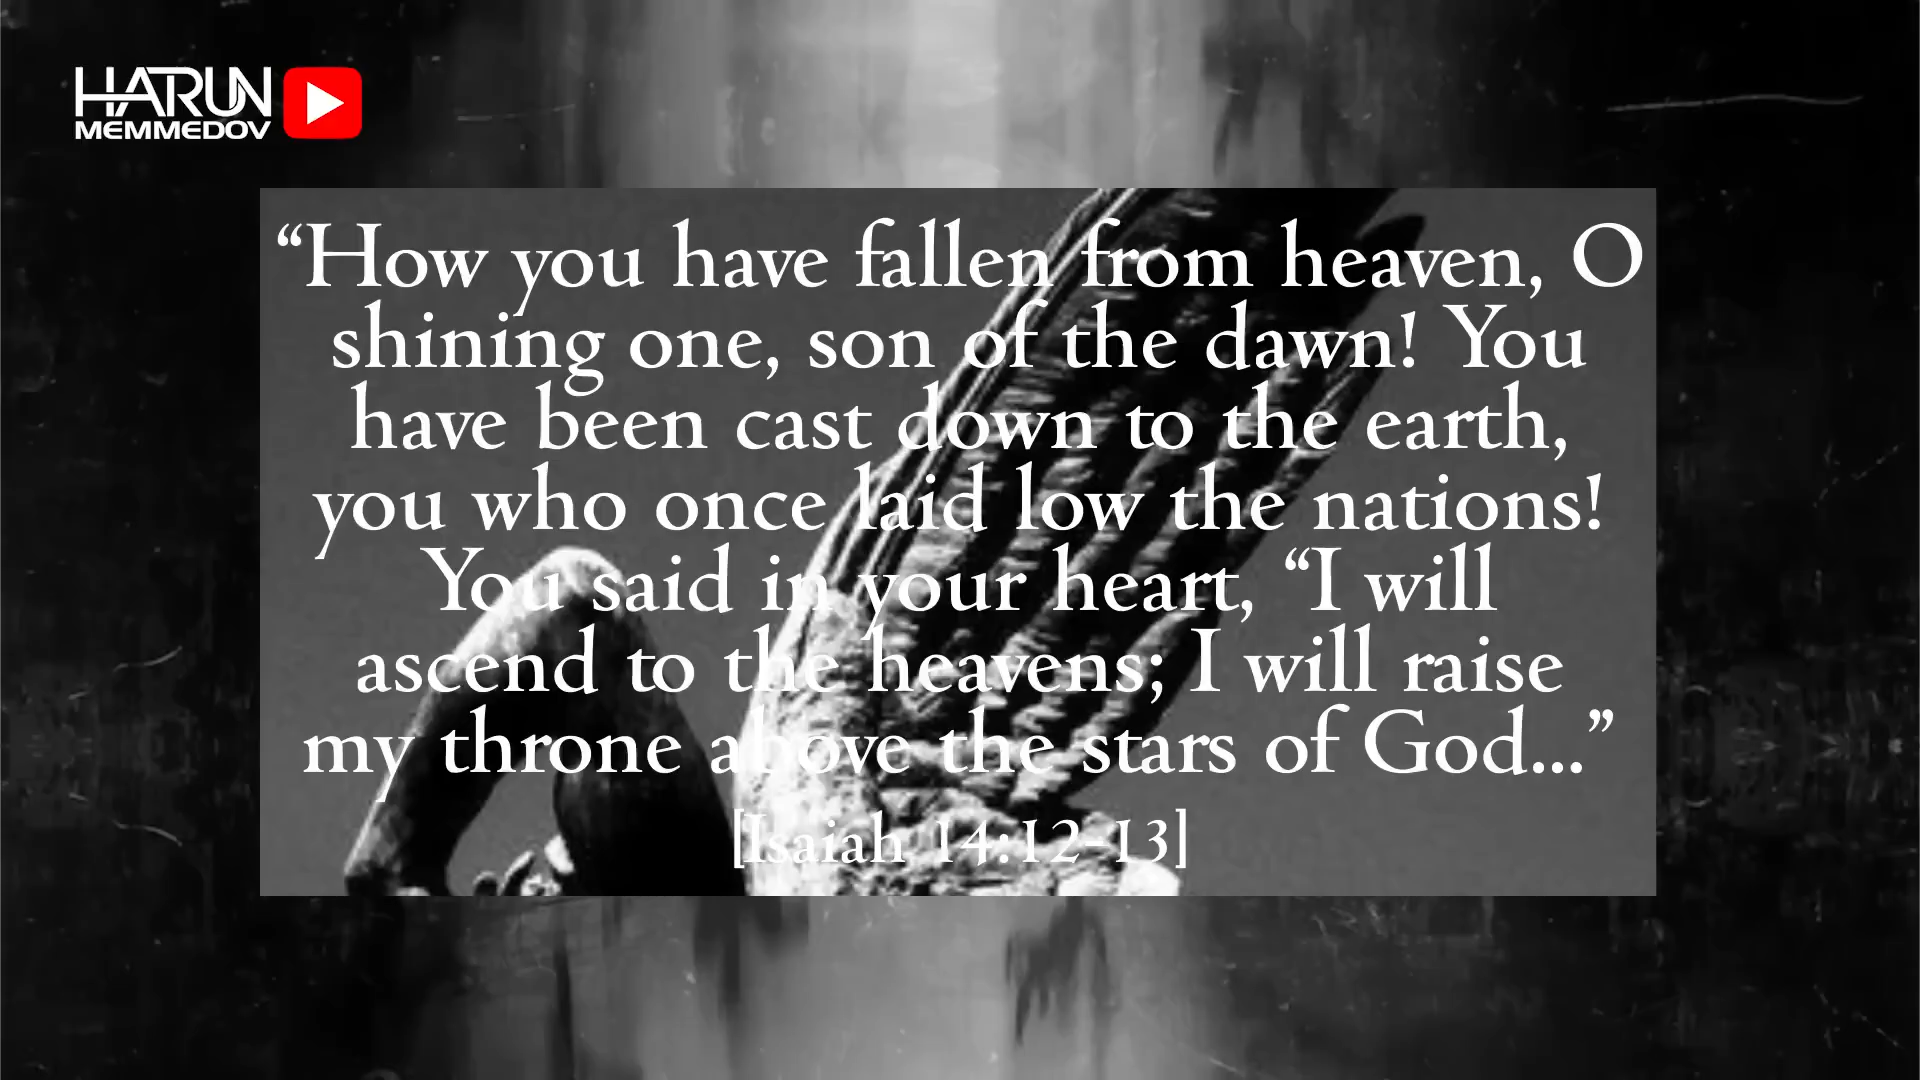 HARUN
MEMMEDOV
“How you have fallen from heaven, O
shining one, son of the dawn! You
have been cast down to the earth,
you who once laid low the nations!
You said in your heart, “I will
ascend to the heavens; I will raise
my throne above the stars of God...”
[Isaiah 14:12-13]